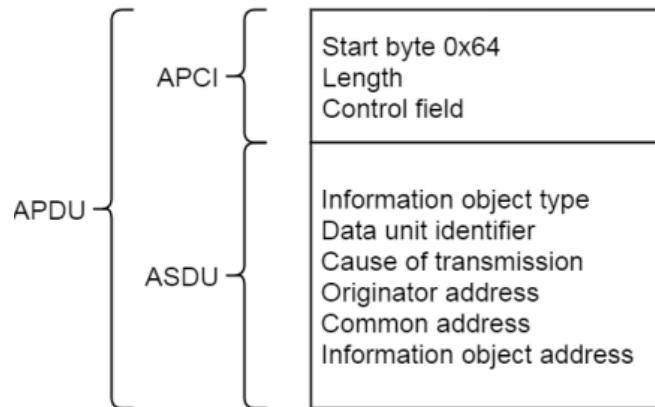 APDU
APCI
Start byte 0x64
Length
Control field
ASDU
Information object type
Data unit identifier
Cause of transmission
Originator address
Common address
Information object address